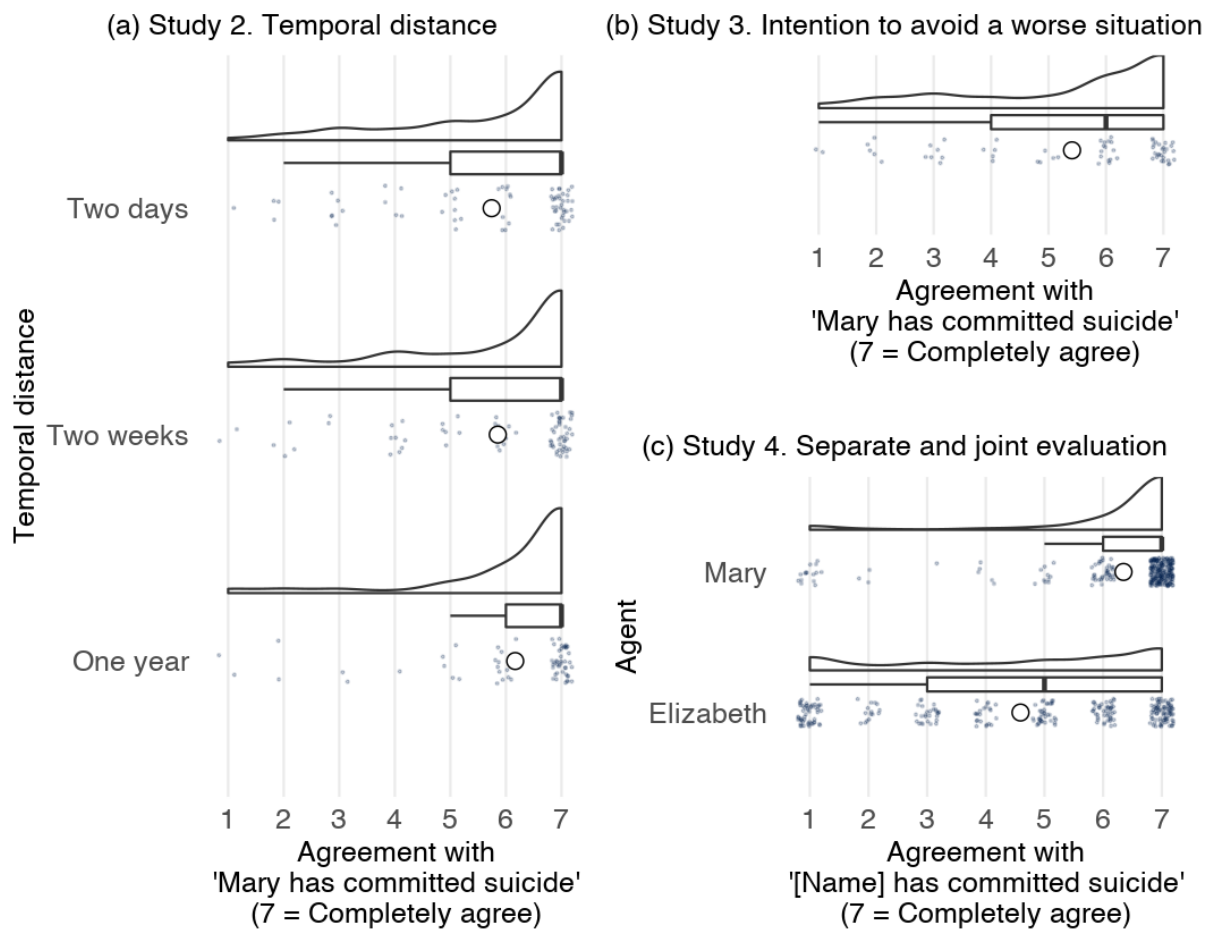 (a) Study 2. Temporal distance
Temporal distance
Two days
Two weeks
One year
1 2 3 4 5 6 7
Agreement with
'Mary has committed suicide'
(7 = Completely agree)
(b) Study 3. Intention to avoid a worse situation
1 2 3 4 5 6 7
Agreement with
'Mary has committed suicide'
(7 = Completely agree)
(c) Study 4. Separate and joint evaluation
Agent
Mary
Elizabeth
1 2 3 4 5 6 7
Agreement with
'[Name] has committed suicide'
(7 = Completely agree)